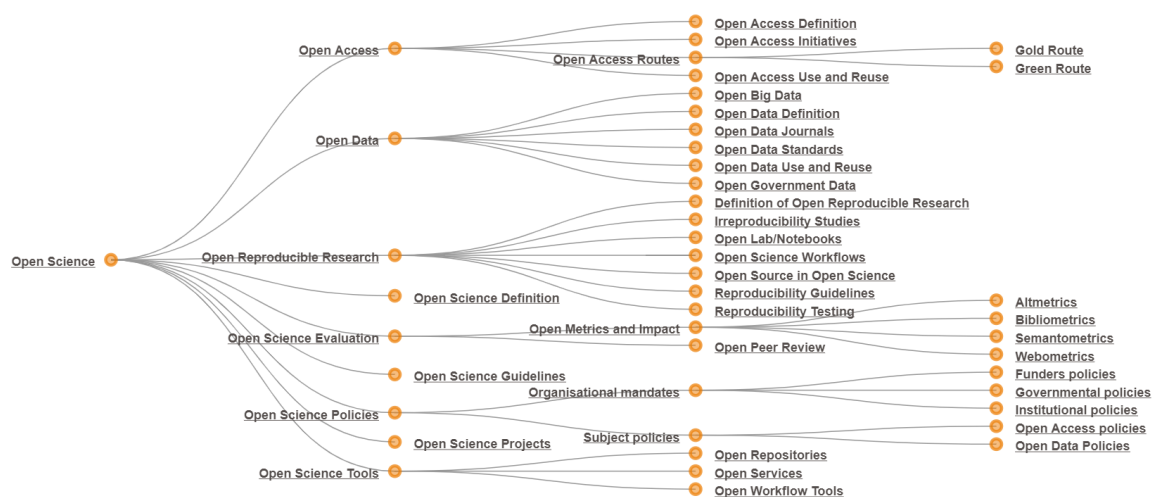 Open Science
Open Access
Open Access Definition
Open Access Initiatives
Open Access Routes
Gold Route
Green Route
Open Access Use and Reuse
Open Data
Open Big Data
Open Data Definition
Open Data Journals
Open Data Standards
Open Data Use and Reuse
Open Government Data
Open Reproducible Research
Definition of Open Reproducible Research
Irreproducibility Studies
Open Lab/Notebooks
Open Science Workflows
Open Source in Open Science
Reproducibility Guidelines
Reproducibility Testing
Open Science Definition
Open Science Evaluation
Open Metrics and Impact
Altmetrics
Bibliometrics
Semantometrics
Webometrics
Open Peer Review
Open Science Guidelines
Open Science Policies
Organisational mandates
Funders policies
Governmental policies
Institutional policies
Subject policies
Open Access policies
Open Data Policies
Open Science Projects
Open Science Tools
Open Repositories
Open Services
Open Workflow Tools